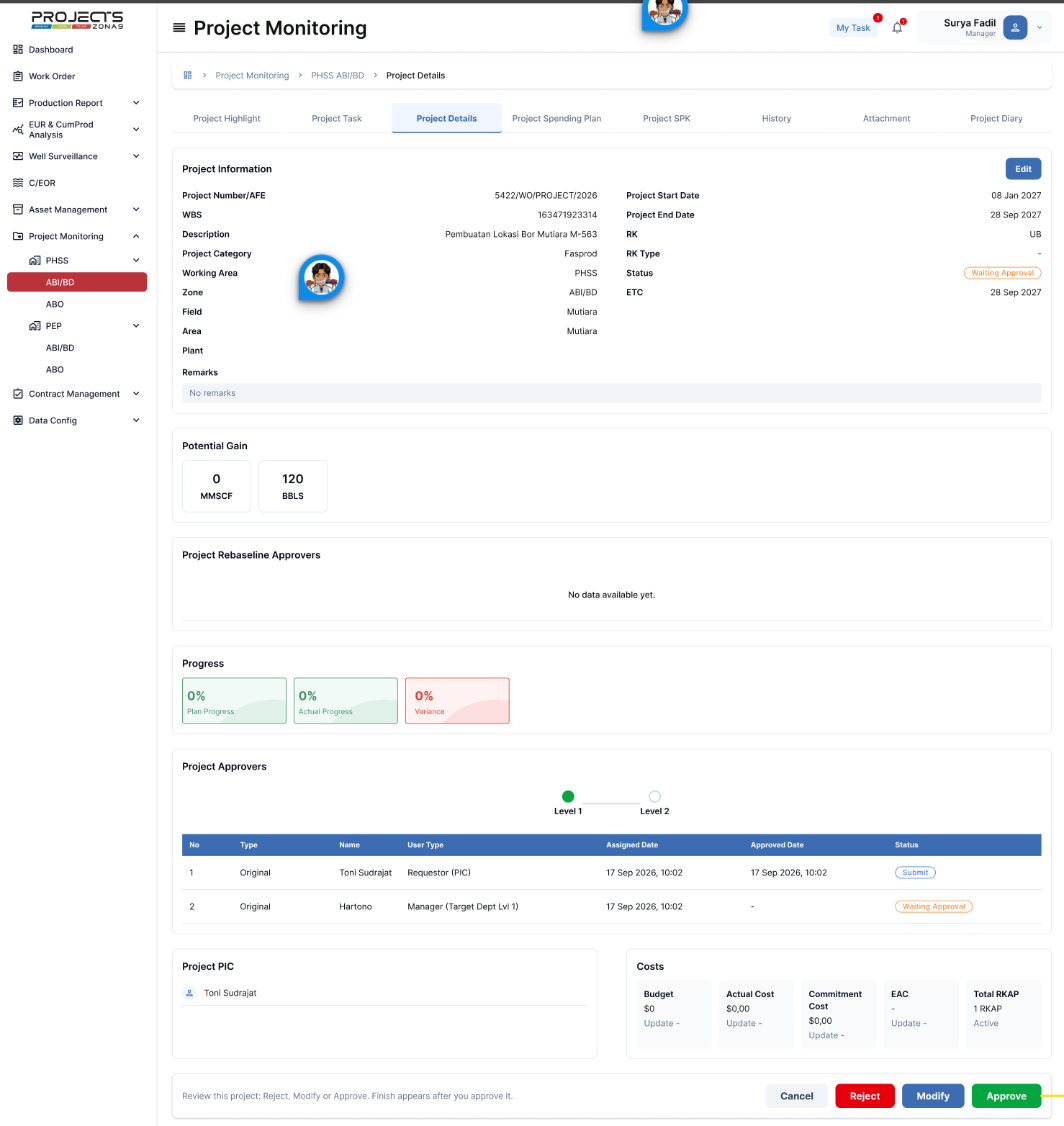 PROJECTS
ZONA9
Dashboard
Work Order
Production Report
EUR & CumProd
Analysis
Well Surveillance
C/EOR
Asset Management
Project Monitoring
PHSS
ABI/BD
ABO
PEP
ABI/BD
ABO
Contract Management
Data Config
Project Monitoring
My Task
1
1
Surya Fadil
Manager
Project Monitoring > PHSS ABI/BD > Project Details
Project Highlight Project Task Project Details Project Spending Plan Project SPK History Attachment Project Diary
Project Information
Edit
Project Number/AFE 5422/WO/PROJECT/2026 Project Start Date 08 Jan 2027
WBS 163471923314 Project End Date 28 Sep 2027
Description Pembuatan Lokasi Bor Mutiara M-563 RK UB
Project Category Fasprod RK Type -
Working Area PHSS Status Waiting Approval
Zone ABI/BD ETC 28 Sep 2027
Field Mutiara
Area Mutiara
Plant
Remarks
No remarks
Potential Gain
0 120
MMSCF BBLS
Project Rebaseline Approvers
No data available yet.
Progress
0% 0% 0%
Plan Progress Actual Progress Variance
Project Approvers
Level 1 Level 2
No Type Name User Type Assigned Date Approved Date Status
1 Original Toni Sudrajat Requestor (PIC) 17 Sep 2026, 10:02 17 Sep 2026, 10:02 Submit
2 Original Hartono Manager (Target Dept Lvl 1) 17 Sep 2026, 10:02 - Waiting Approval
Project PIC
Toni Sudrajat
Costs
Budget
$0
Update -
Actual Cost
$0,00
Update -
Commitment
Cost
$0,00
Update -
EAC
-
Update -
Total RKAP
1 RKAP
Active
Review this project: Reject, Modify or Approve. Finish appears after you approve it.
Cancel Reject Modify Approve